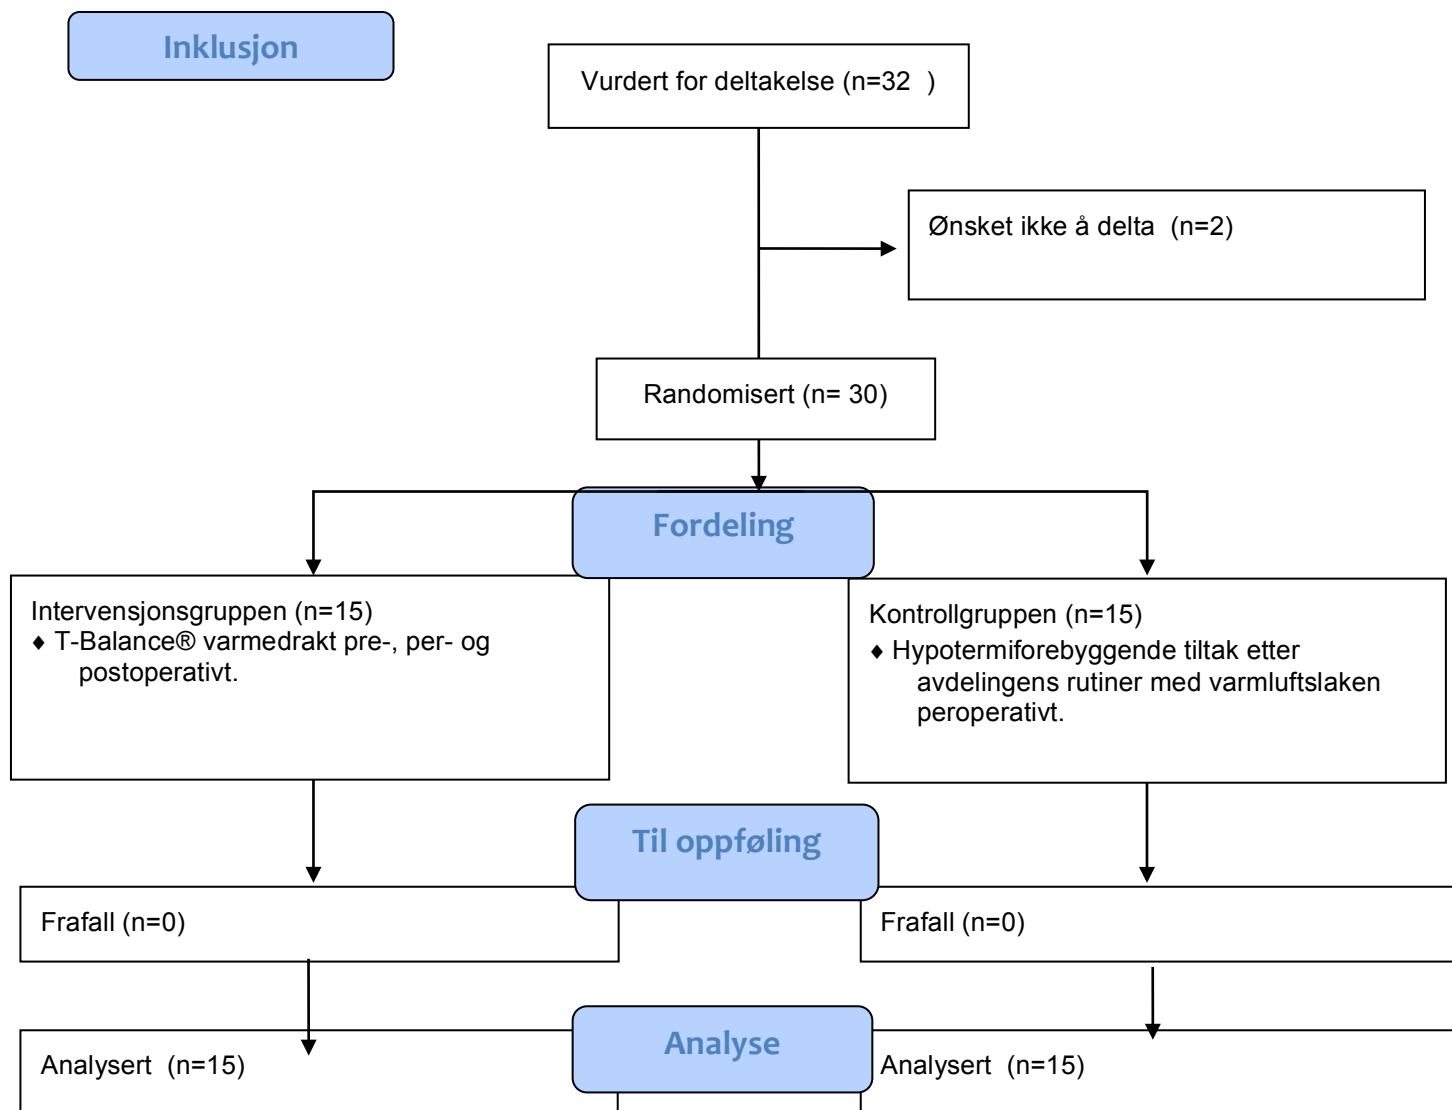 Inklusjon
Vurdert for deltakelse (n=32  )
Ønsket ikke å delta  (n=2)
Randomisert (n= 30)
Fordeling
Intervensjonsgruppen (n=15)
♦ T-Balance® varmedrakt pre-, per- og
postoperativt.
Kontrollgruppen (n=15)
♦ Hypotermiforebyggende tiltak etter
avdelingens rutiner med varmluftslaken
peroperativt.
Til oppføling
Frafall (n=0)
Frafall (n=0)
Analyse
Analysert  (n=15)
Analysert  (n=15)